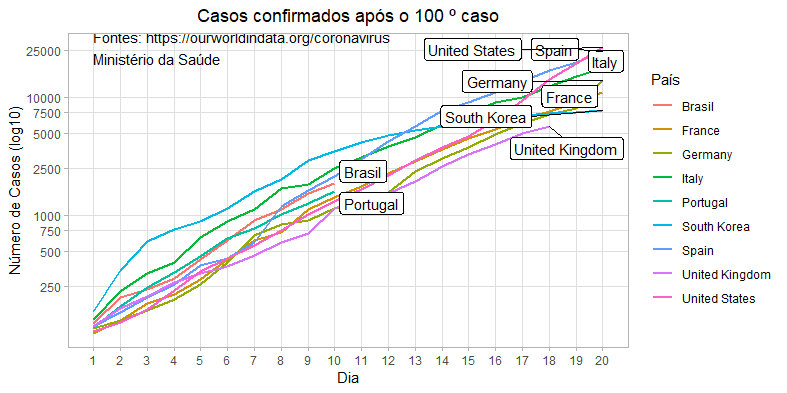 Casos confirmados após o 100 º caso
Fontes: https://ourworldindata.org/coronavirus
Ministério da Saúde
Número de Casos (log10)
25000
10000
7500
5000
2500
1000
750
500
250
United States
Spain
Italy
Germany
France
South Korea
United Kingdom
Brasil
Portugal
1 2 3 4 5 6 7 8 9 10 11 12 13 14 15 16 17 18 19 20
Dia
País
Brasil
France
Germany
Italy
Portugal
South Korea
Spain
United Kingdom
United States